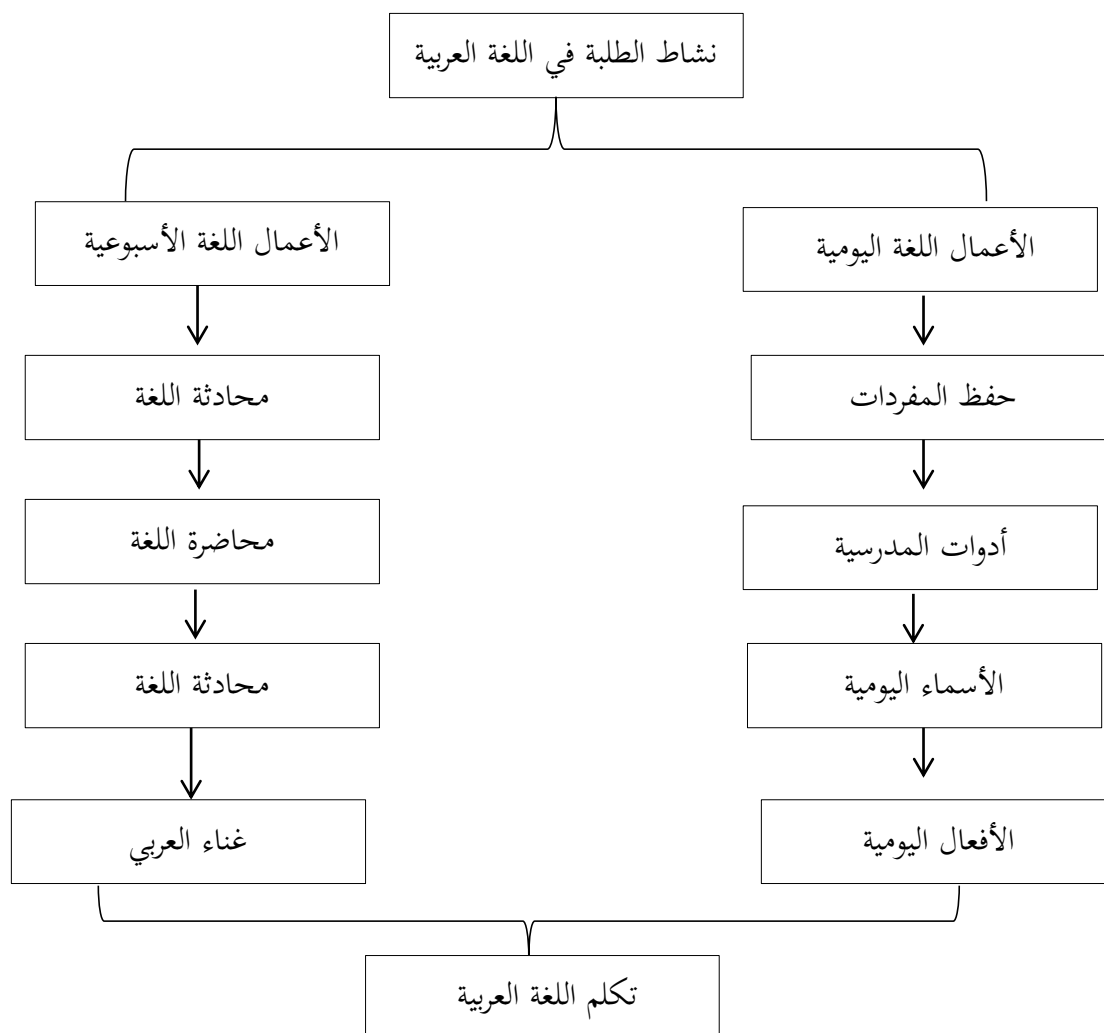 نشاط الطلبة في اللغة العربية
الأعمال اللغة اليومية
حفظ المفردات
أدوات المدرسية
الأسماء اليومية
الأفعال اليومية
الأعمال اللغة الأسبوعية
محادثة اللغة
محاضرة اللغة
محادثة اللغة
غناء العربي
تكلم اللغة العربية